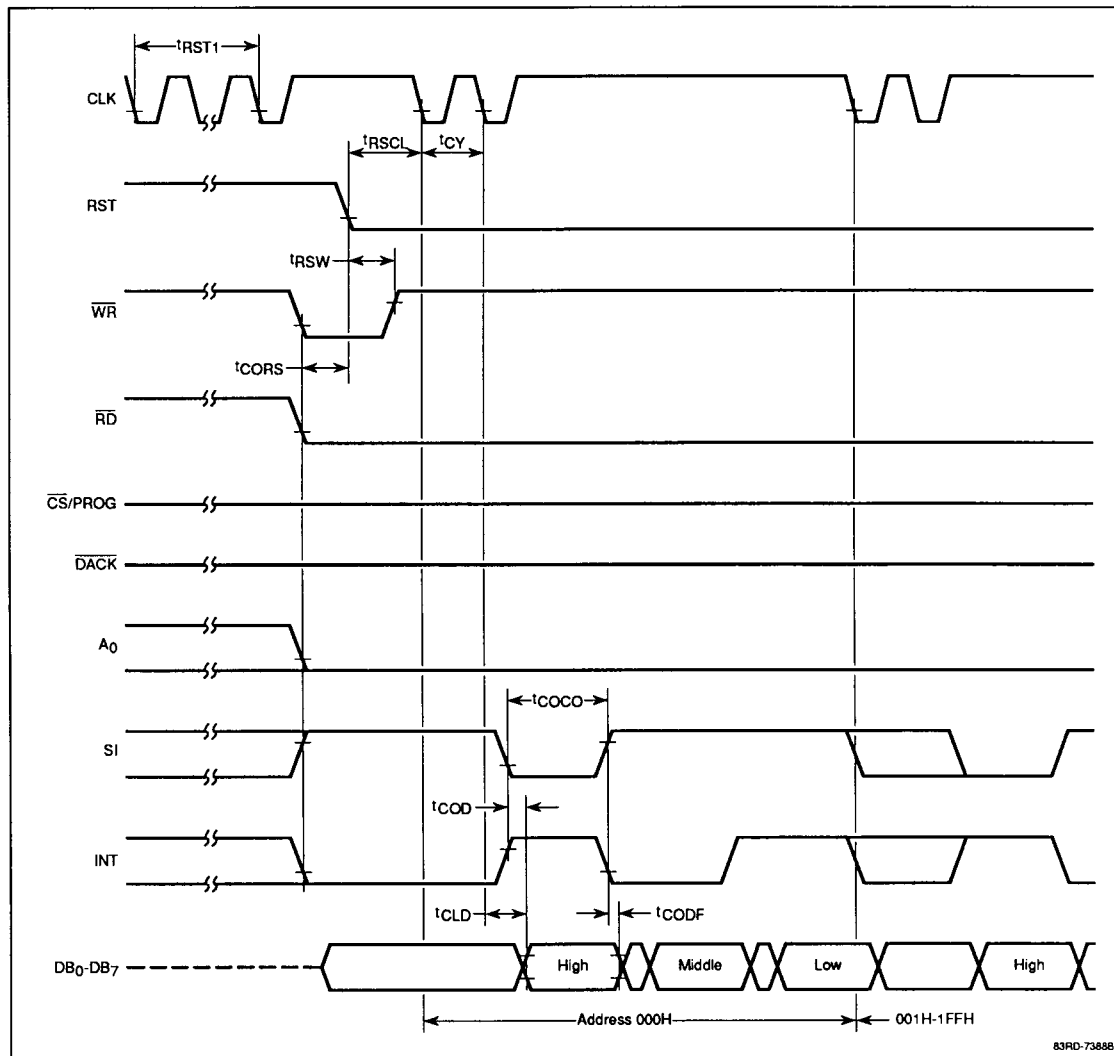 tRST1
CLK
tRSCL
tCY
RST
tRSW
WR
tCORS
RD
CS/PROG
DACK
A0
tCOCO
SI
tCOD
INT
tCLD
tCODF
DB0-DB7
High
Middle
Low
High
Address 000H
001H-1FFH
83RD-7388B